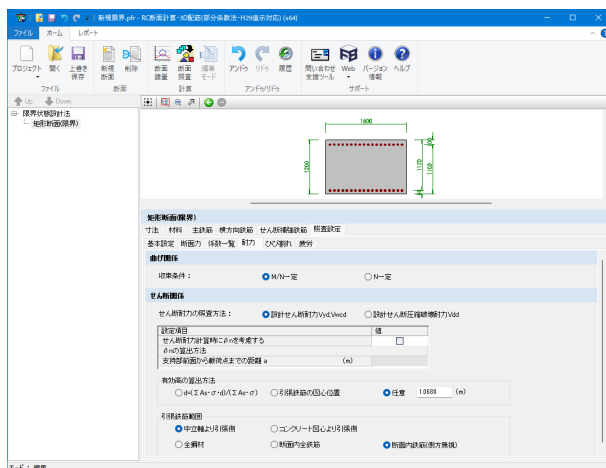 新規限界.pfr - RC断面計算・3D配筋(部分係数法・H29道示対応) (x64)
ファイル ホーム レポート
プロジェクト 開く 上書き保存 新規断面 削除 断面諸量 断面照査 編集モード アンドゥ リドゥ 履歴 問い合わせ支援ツール Web バージョン情報 ヘルプ
ファイル 断面 計算 アンドゥ/リドゥ サポート
Up Down
限界状態設計法
矩形断面(限界)
1800
1200
100
1120
1100
矩形断面(限界)
寸法 材料 主鉄筋 横方向鉄筋 せん断補強鉄筋 照査設定
基本設定 断面力 係数一覧 耐力 ひび割れ 疲労
曲げ関係
収束条件： M/N一定 N一定
せん断関係
せん断耐力の照査方法： 設計せん断耐力Vyd,Vwcd 設計せん断圧縮破壊耐力Vdd
設定項目 値
せん断耐力計算時にβnを考慮する
βnの算出方法
支持部前面から載荷点までの距離 a (m)
有効高の算出方法
d=(ΣAs・σ・d)/(ΣAs・σ) 引張鉄筋の図心位置 任意 1.0680 (m)
引張鉄筋範囲
中立軸より引張側 コンクリート図心より引張側
全鋼材 断面内全鉄筋 断面内鉄筋(側方無視)